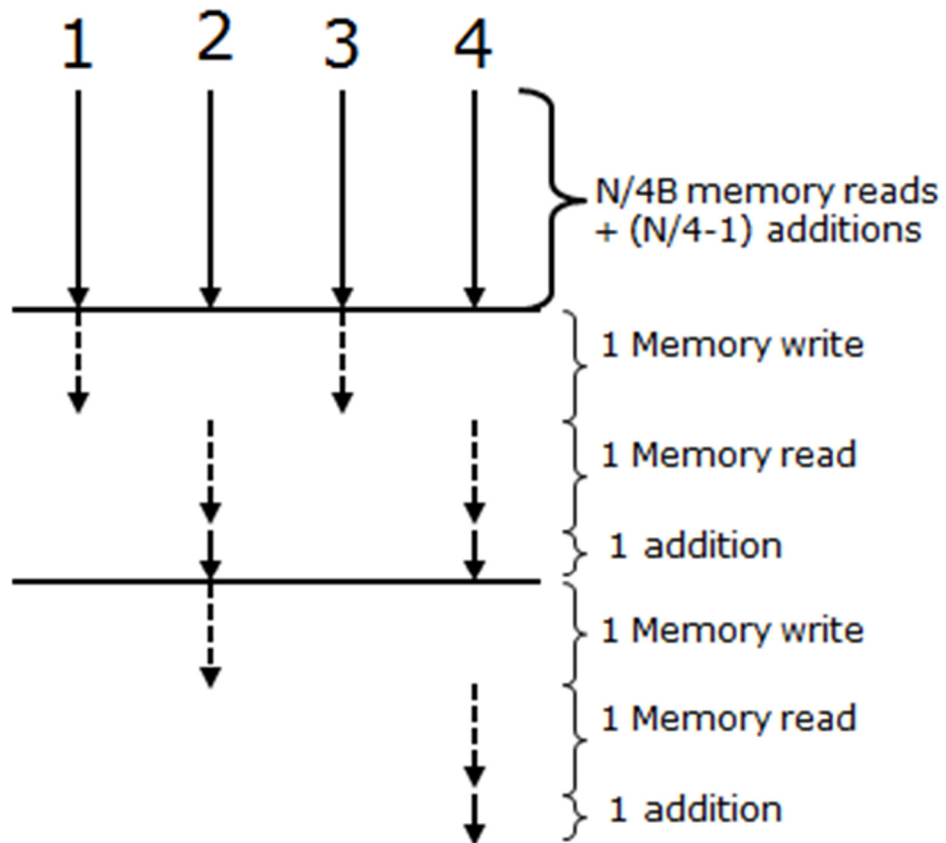 1 2 3 4
N/4B memory reads
+ (N/4-1) additions
1 Memory write
1 Memory read
1 addition
1 Memory write
1 Memory read
1 addition